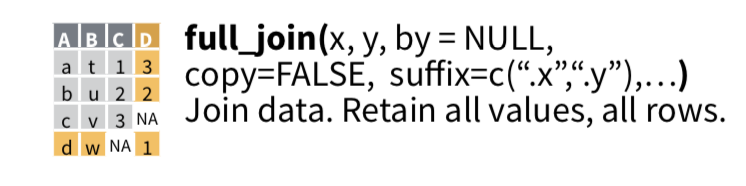 A B C D
a t 1 3
b u 2 2
c v 3 NA
d w NA 1
full_join(x, y, by = NULL,
copy=FALSE, suffix=c(“.x”,“.y”),…)
Join data. Retain all values, all rows.